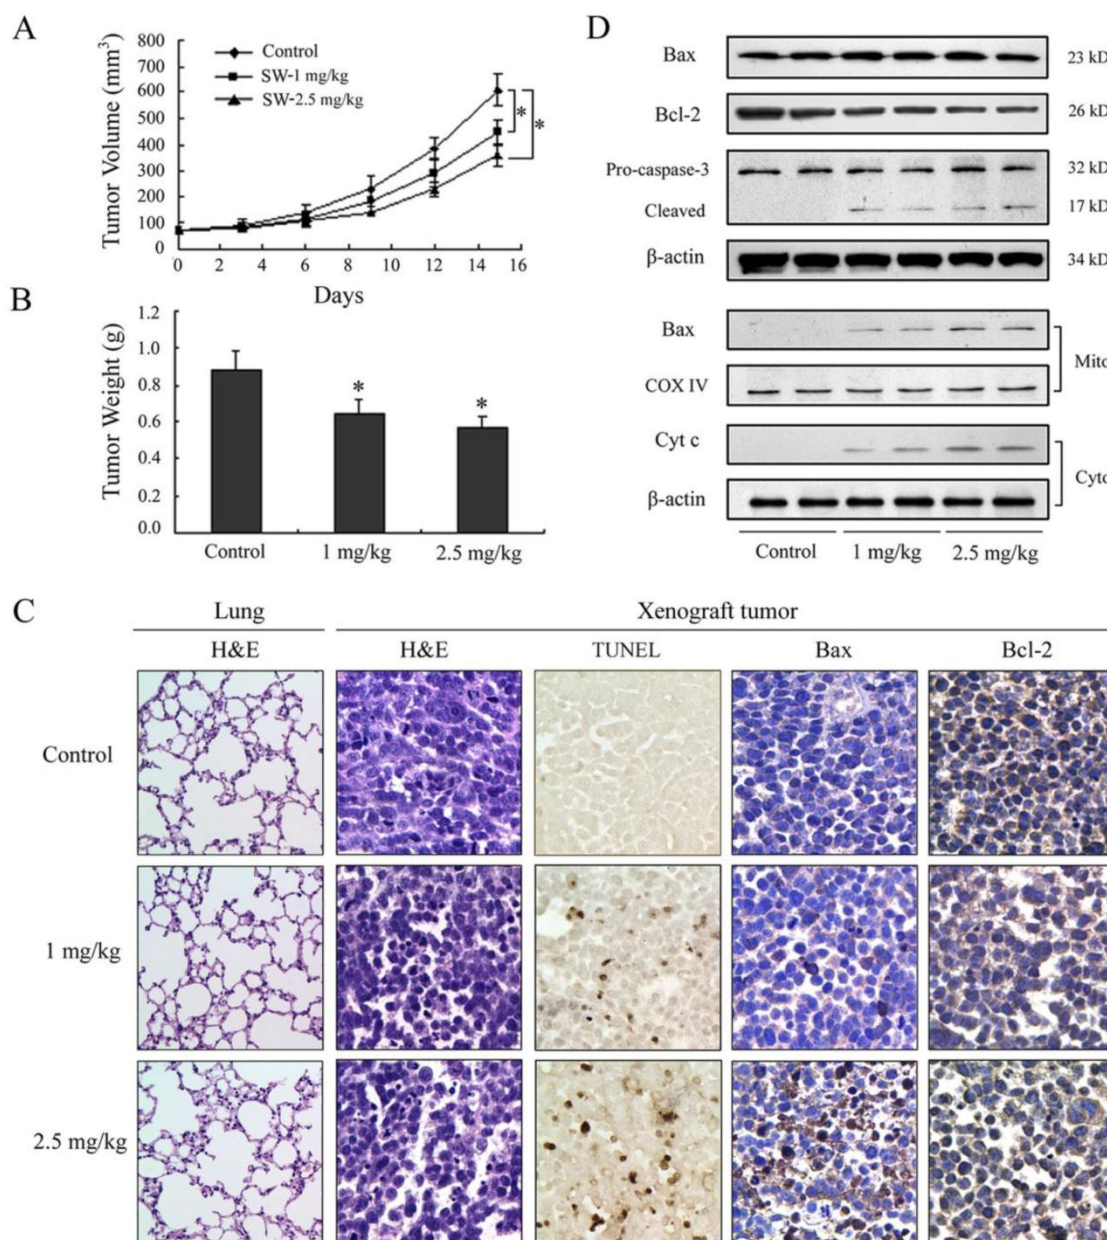 A
Tumor Volume (mm³)
800
700
600
500
400
300
200
100
0
Control
SW-1 mg/kg
SW-2.5 mg/kg
*
*
0 2 4 6 8 10 12 14 16
Days
B
Tumor Weight (g)
1.2
1.0
0.8
0.6
0.4
0.2
0.0
*
*
Control 1 mg/kg 2.5 mg/kg
D
Bax 23 kD
Bcl-2 26 kD
Pro-caspase-3 32 kD
Cleaved 17 kD
β-actin 34 kD
Bax
Mito
COX IV
Cyt c
Cyto
β-actin
Control 1 mg/kg 2.5 mg/kg
C
Lung Xenograft tumor
H&E H&E TUNEL Bax Bcl-2
Control
1 mg/kg
2.5 mg/kg